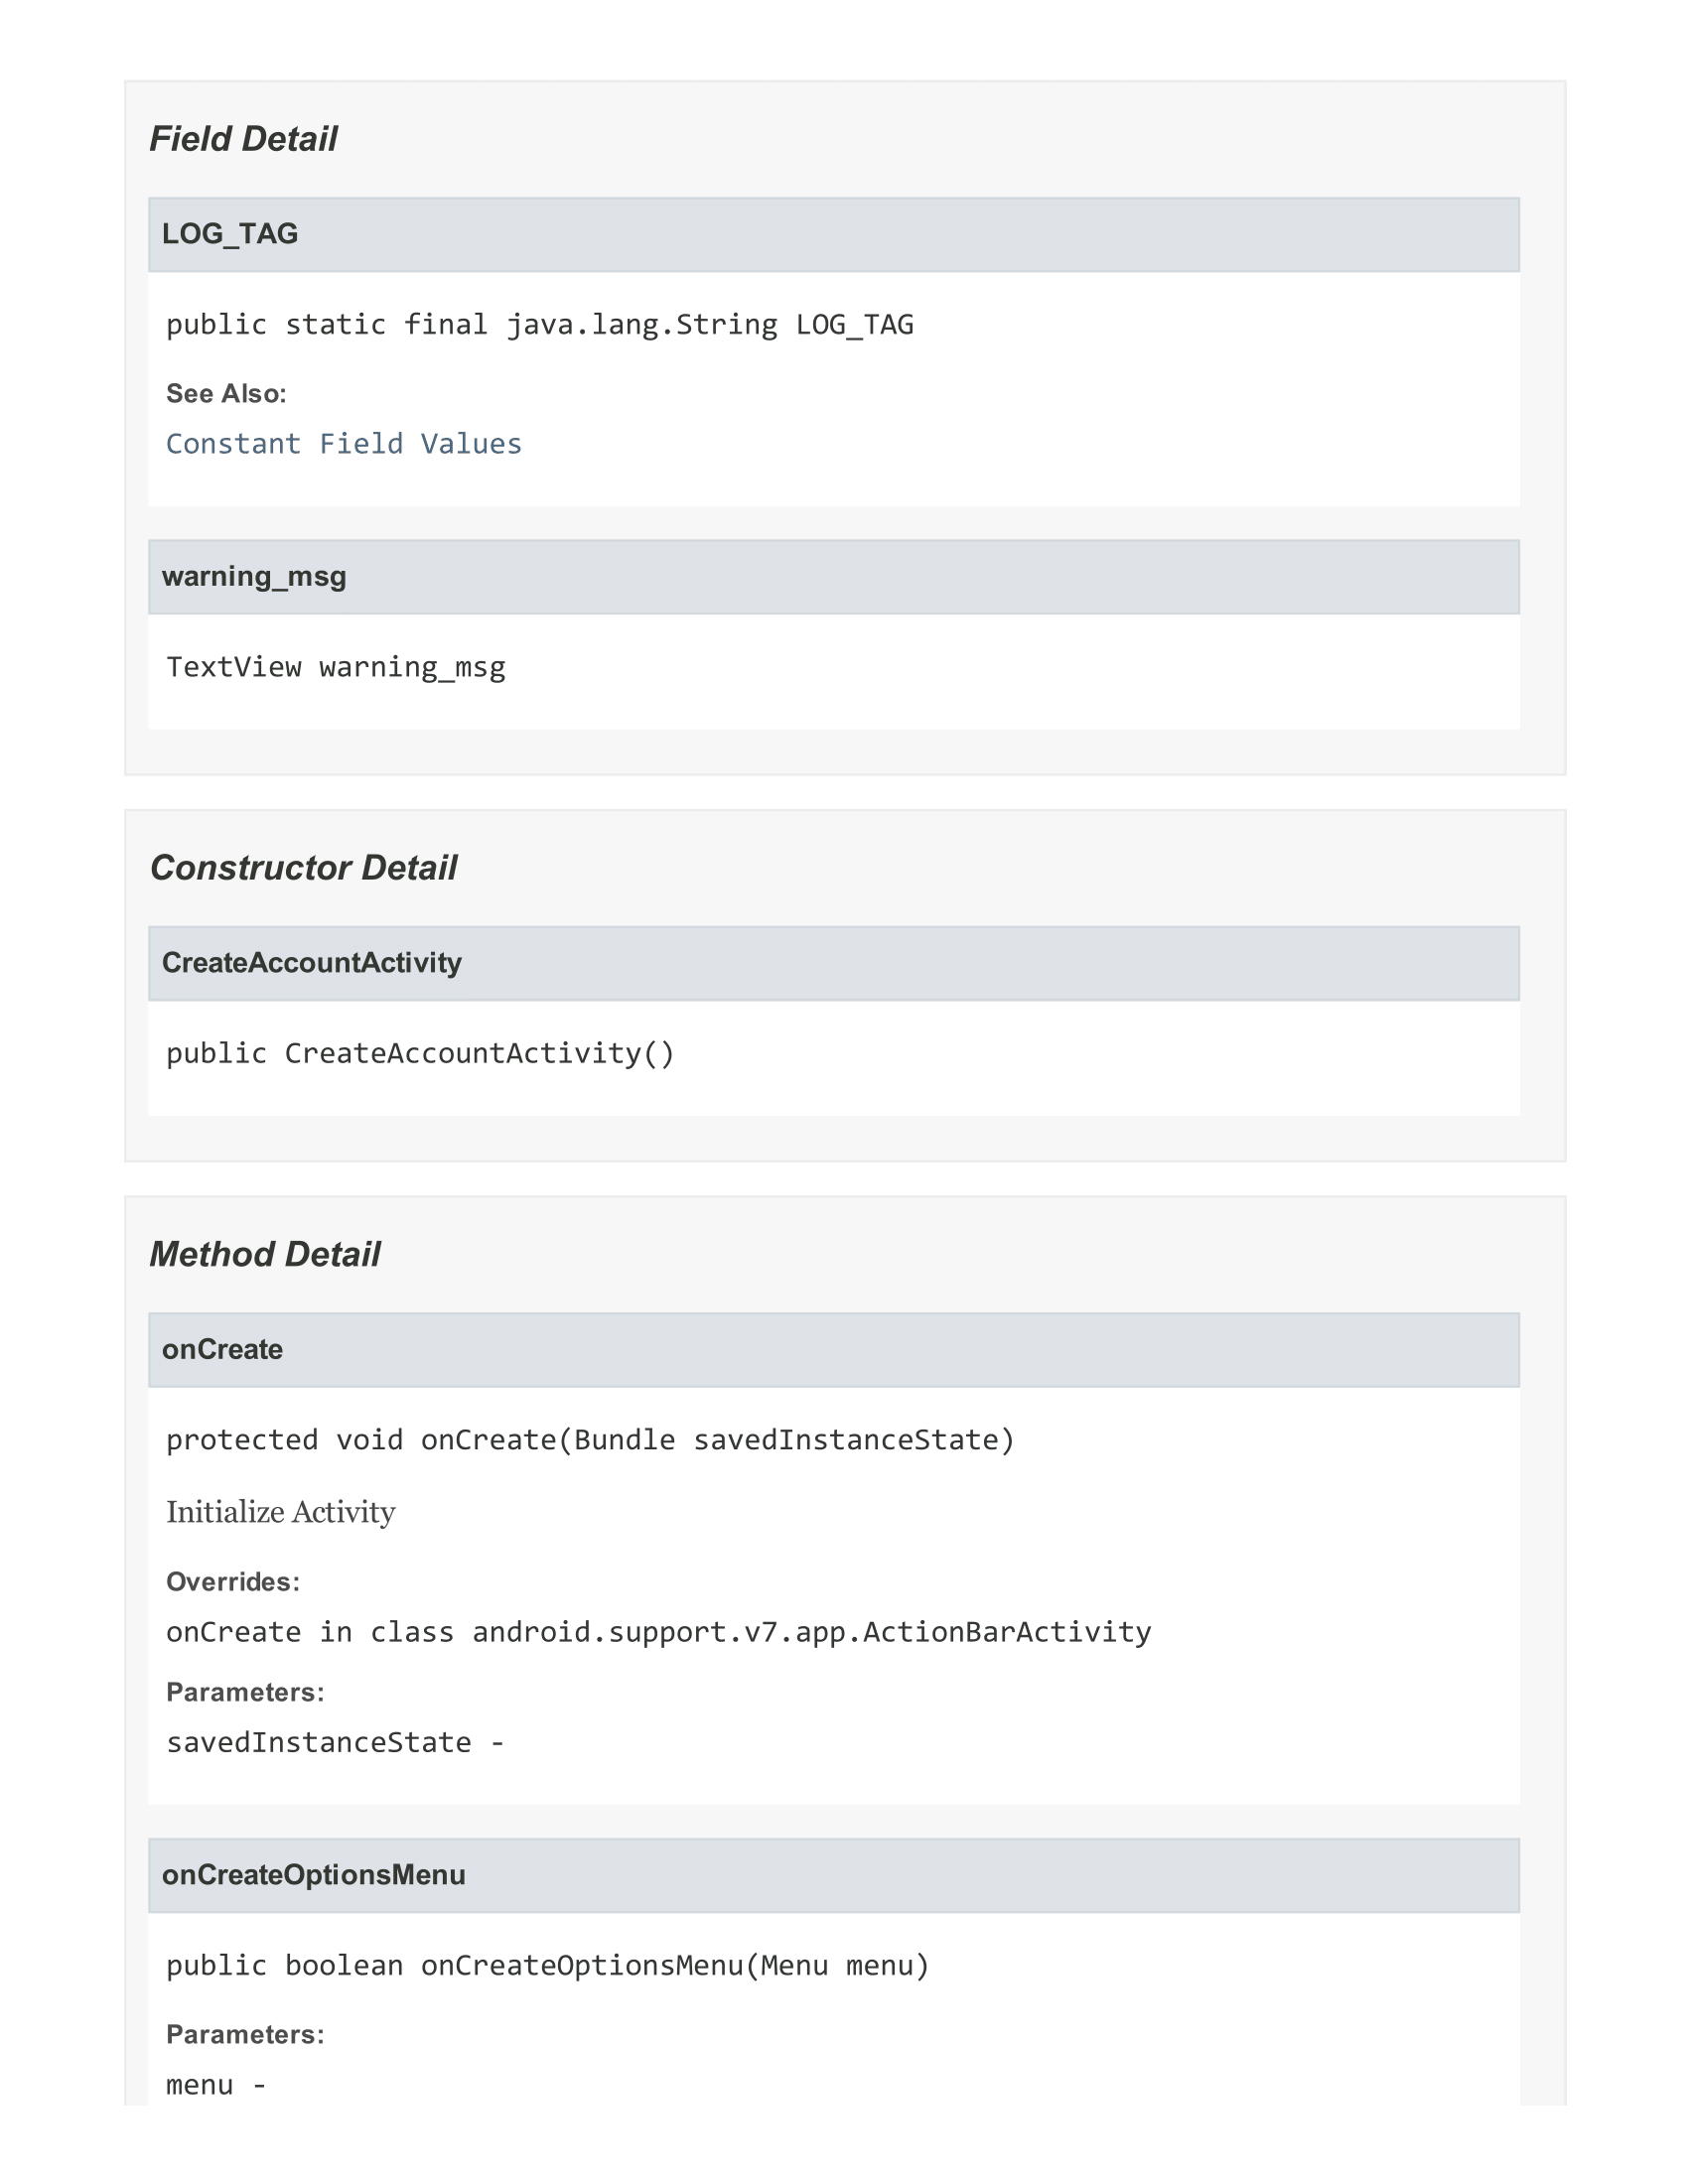 Field Detail
LOG_TAG
public static final java.lang.String LOG_TAG
See Also:
Constant Field Values
warning_msg
TextView warning_msg
Constructor Detail
CreateAccountActivity
public CreateAccountActivity()
Method Detail
onCreate
protected void onCreate(Bundle savedInstanceState)
Initialize Activity
Overrides:
onCreate in class android.support.v7.app.ActionBarActivity
Parameters:
savedInstanceState -
onCreateOptionsMenu
public boolean onCreateOptionsMenu(Menu menu)
Parameters:
menu -